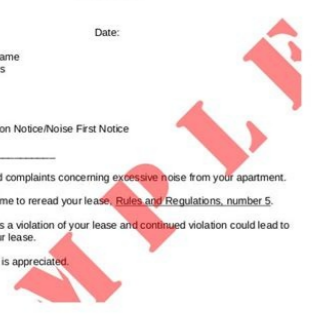 Date:
ame
s
on Notice/Noise First Notice
d complaints concerning excessive noise from your apartment.
me to reread your lease, Rules and Regulations, number 5.
s a violation of your lease and continued violation could lead to
r lease.
is appreciated.
MPLE